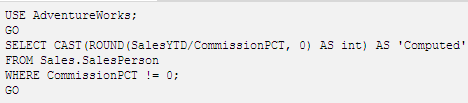 USE AdventureWorks;
GO
SELECT CAST(ROUND(SalesYTD/CommissionPCT, 0) AS int) AS 'Computed'
FROM Sales.SalesPerson
WHERE CommissionPCT != 0;
GO